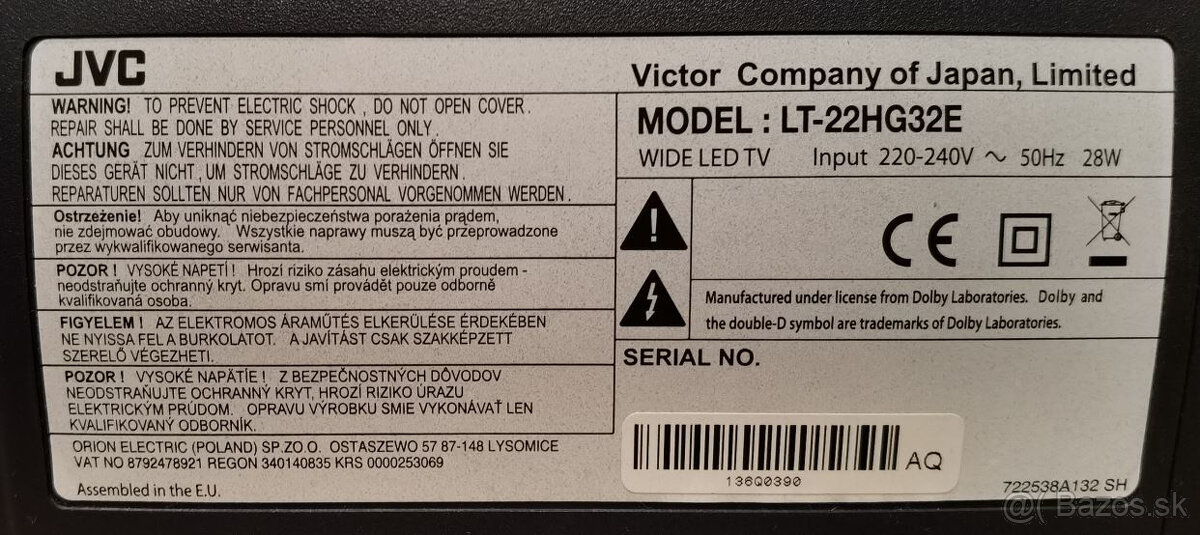 JVC
WARNING! TO PREVENT ELECTRIC SHOCK , DO NOT OPEN COVER.
REPAIR SHALL BE DONE BY SERVICE PERSONNEL ONLY.
ACHTUNG ZUM VERHINDERN VON STROMSCHLÄGEN ÖFFNEN SIE
DIESES GERÄT NICHT , UM STROMSCHLÄGE ZU VERHINDERN.
REPARATUREN SOLLTEN NUR VON FACHPERSONAL VORGENOMMEN WERDEN.
Ostrzeżenie! Aby uniknąć niebezpieczeństwa porażenia prądem,
nie zdejmować obudowy. Wszystkie naprawy muszą być przeprowadzone
przez wykwalifikowanego serwisanta.
POZOR ! VYSOKÉ NAPETÍ ! Hrozí riziko zásahu elektrickým proudem -
neodstraňujte ochranný kryt. Opravu smí provádět pouze odborně
kvalifikovaná osoba.
FIGYELEM ! AZ ELEKTROMOS ÁRAMŰTÉS ELKERÜLÉSE ÉRDEKÉBEN
NE NYISSA FEL A BURKOLATOT. A JAVÍTÁST CSAK SZAKKÉPZETT
SZERELŐ VÉGEZHETI.
POZOR ! VYSOKÉ NAPÄTIE ! Z BEZPEČNOSTNÝCH DÔVODOV
NEODSTRAŇUJTE OCHRANNÝ KRYT, HROZÍ RIZIKO ÚRAZU
ELEKTRICKÝM PRÚDOM. OPRAVU VÝROBKU SMIE VYKONÁVAŤ LEN
KVALIFIKOVANÝ ODBORNÍK.
ORION ELECTRIC (POLAND) SP.ZO.O. OSTASZEWO 57 87-148 LYSOMICE
VAT NO 8792478921 REGON 340140835 KRS 0000253069
Assembled in the E.U.
Victor Company of Japan, Limited
MODEL : LT-22HG32E
WIDE LED TV Input 220-240V ~ 50Hz 28W
CE
Manufactured under license from Dolby Laboratories. Dolby and
the double-D symbol are trademarks of Dolby Laboratories.
SERIAL NO.
AQ
136Q0390
722538A132 SH
@( Bazos.sk